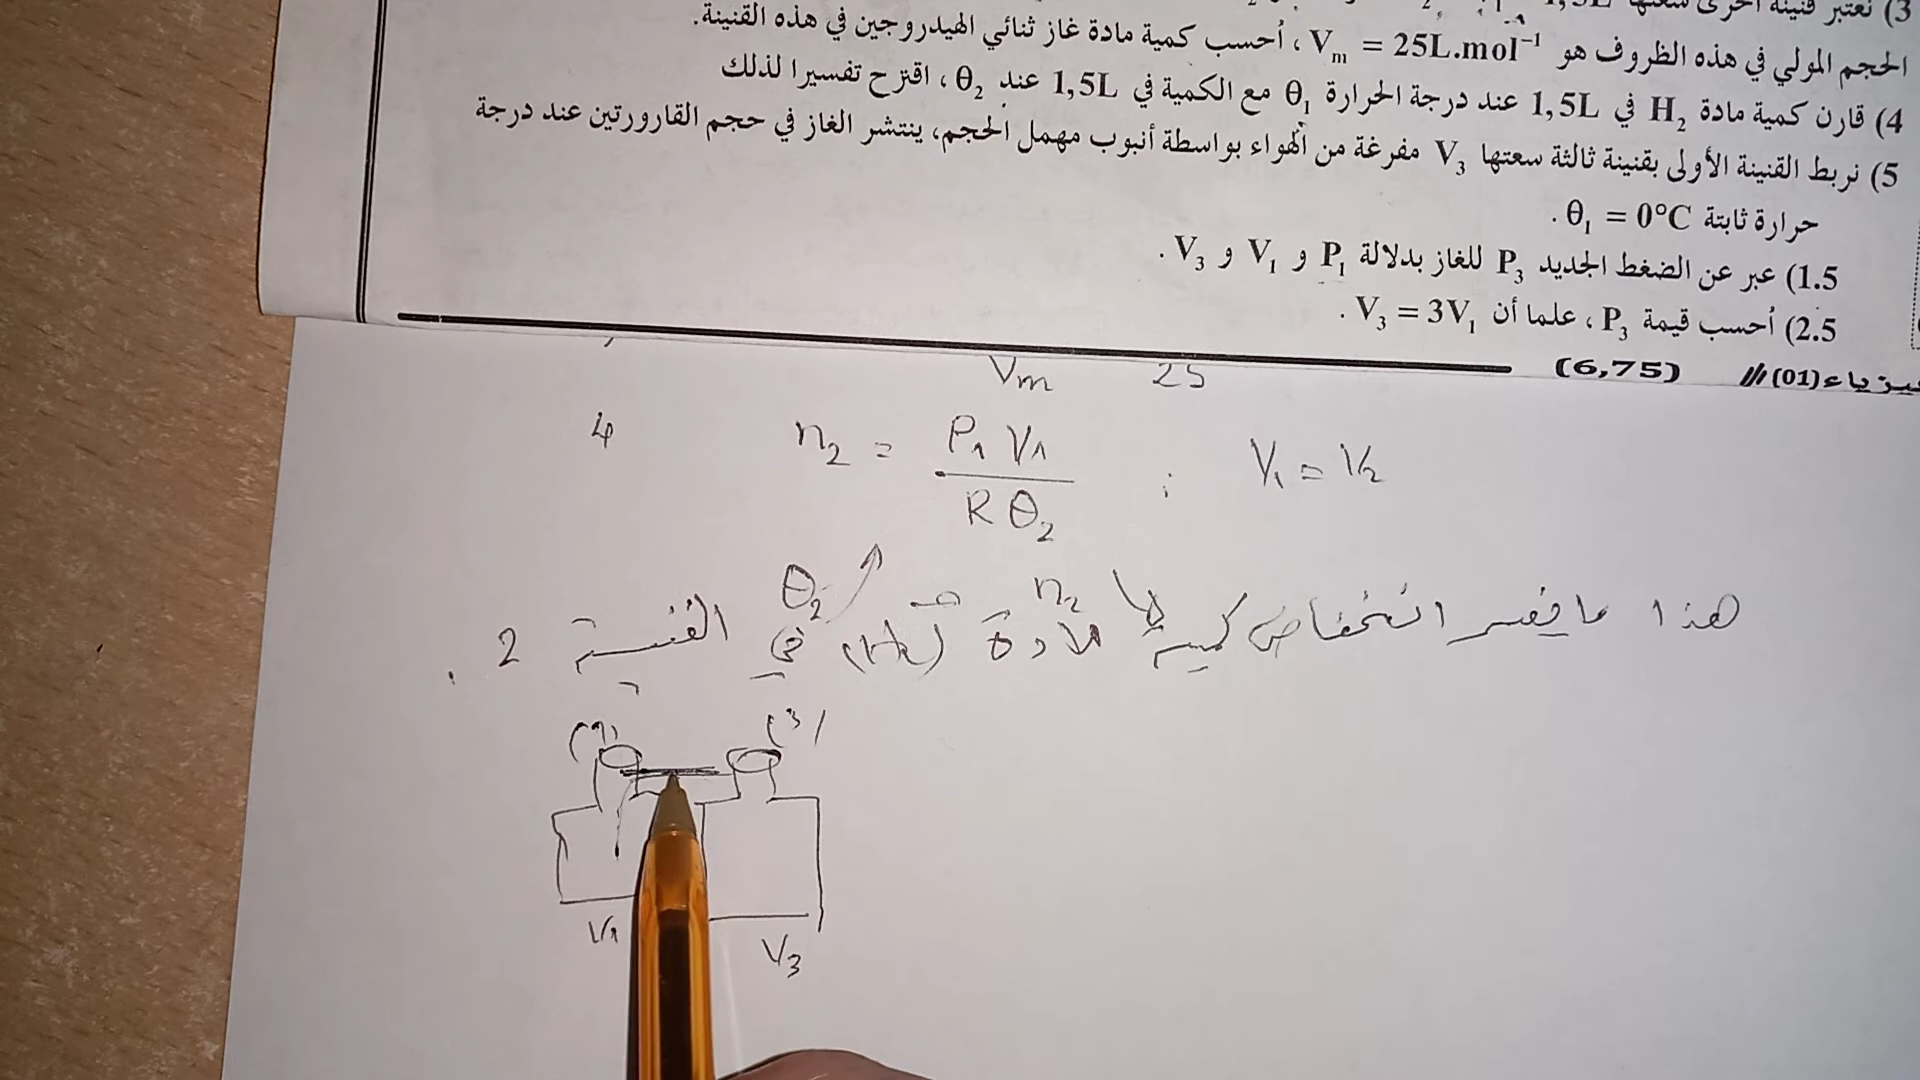 3) نعتبر قنينة أخرى سعتها 1,5L
الحجم المولي في هذه الظروف هو Vm = 25L.mol⁻¹ ، أحسب كمية مادة غاز ثنائي الهيدروجين في هذه القنينة.
4) قارن كمية مادة H₂ في 1,5L عند درجة الحرارة θ₁ مع الكمية في 1,5L عند θ₂ ، اقترح تفسيرا لذلك
5) نربط القنينة الأولى بقنينة ثالثة سعتها V₃ مفرغة من الهواء بواسطة أنبوب مهمل الحجم، ينتشر الغاز في حجم القارورتين عند درجة
حرارة ثابتة θ₁ = 0°C .
1.5) عبر عن الضغط الجديد P₃ للغاز بدلالة P₁ و V₁ و V₃ .
2.5) أحسب قيمة P₃ ، علما أن V₃ = 3V₁ .
فيزياء (01) /// (6,75)
Vm 25
4 n₂ = P₁ V₁ / R θ₂ ; V₁ = V₂
θ₂ n₂
هذا ما يفسر انخفاض كمية المادة (H₂) في القنينة 2 .
(1) (3)
V₁ V₃